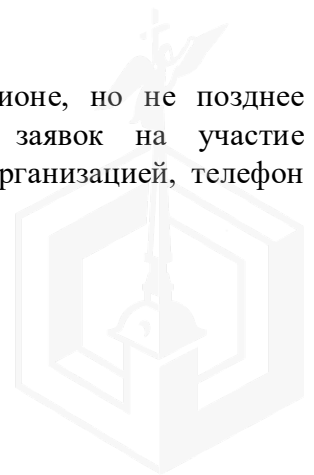 ионе, но не позднее
заявок на участие
рганизацией, телефон